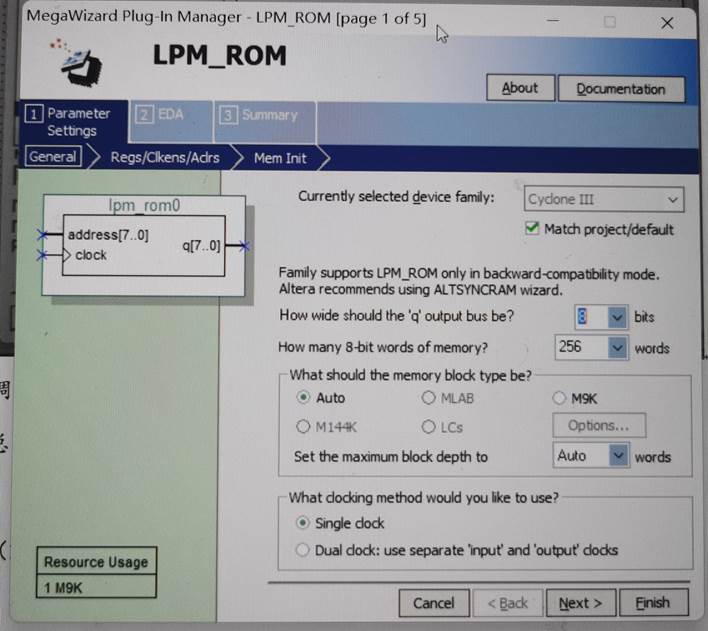 MegaWizard Plug-In Manager - LPM_ROM [page 1 of 5]
LPM_ROM
About
Documentation
1 Parameter Settings
2 EDA
3 Summary
General
Regs/Clkens/Aclrs
Mem Init
lpm_rom0
address[7..0]
q[7..0]
clock
Currently selected device family:
Cyclone III
Match project/default
Family supports LPM_ROM only in backward-compatibility mode.
Altera recommends using ALTSYNCRAM wizard.
How wide should the 'q' output bus be?
8
bits
How many 8-bit words of memory?
256
words
What should the memory block type be?
Auto
MLAB
M9K
M144K
LCs
Options...
Set the maximum block depth to
Auto
words
What clocking method would you like to use?
Single clock
Dual clock: use separate 'input' and 'output' clocks
Resource Usage
1 M9K
Cancel
< Back
Next >
Finish